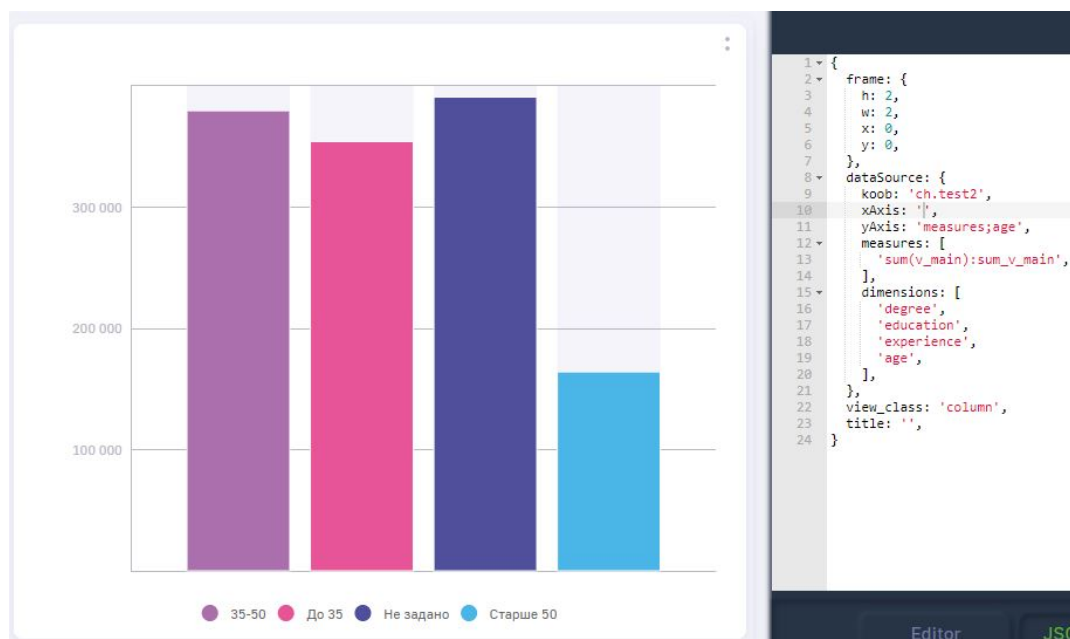 300 000
200 000
100 000
35-50 До 35 Не задано Старше 50
1 {
2 frame: {
3 h: 2,
4 w: 2,
5 x: 0,
6 y: 0,
7 },
8 dataSource: {
9 koob: 'ch.test2',
10 xAxis: '',
11 yAxis: 'measures;age',
12 measures: [
13 'sum(v_main):sum_v_main',
14 ],
15 dimensions: [
16 'degree',
17 'education',
18 'experience',
19 'age',
20 ],
21 },
22 view_class: 'column',
23 title: '',
24 }
Editor